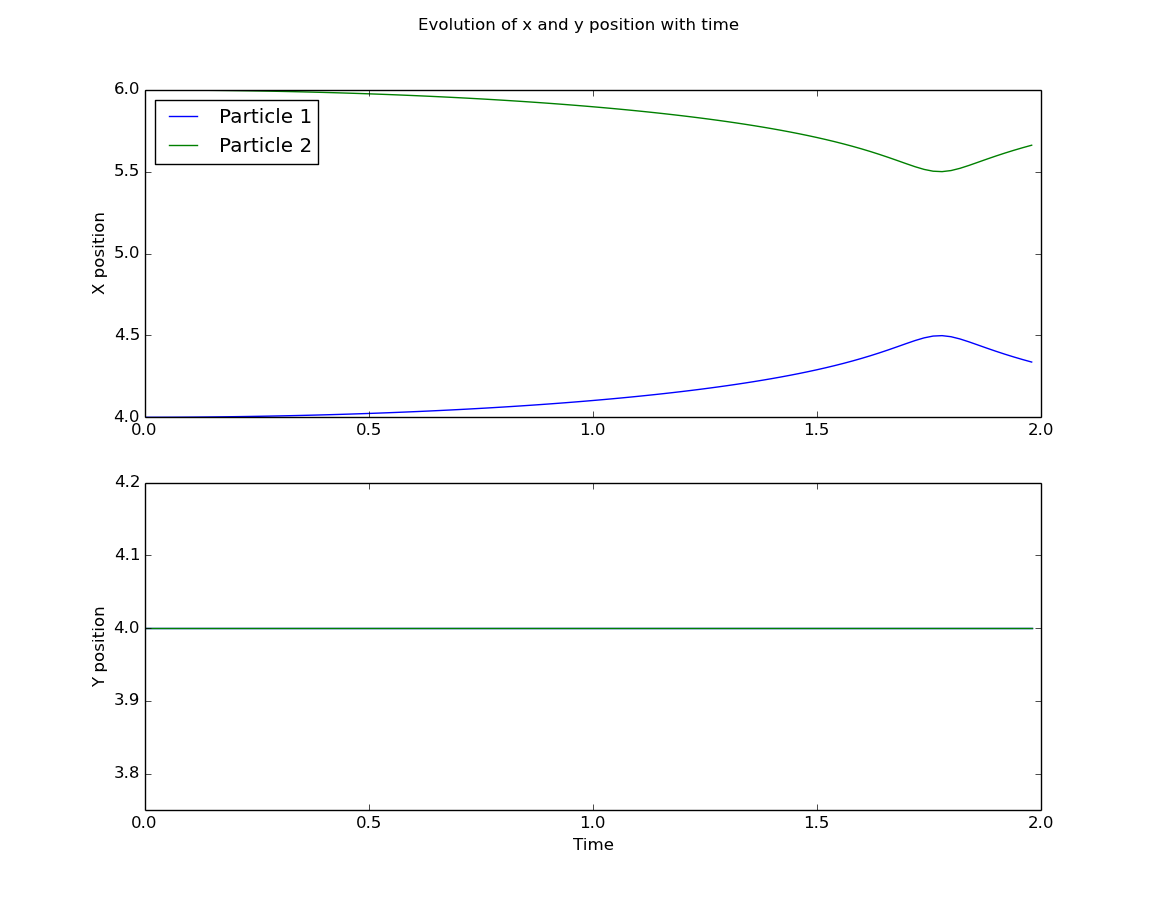 Evolution of x and y position with time
6.0
5.5
5.0
4.5
4.0
X position
Particle 1
Particle 2
0.0 0.5 1.0 1.5 2.0
4.2
4.1
4.0
3.9
3.8
Y position
0.0 0.5 1.0 1.5 2.0
Time